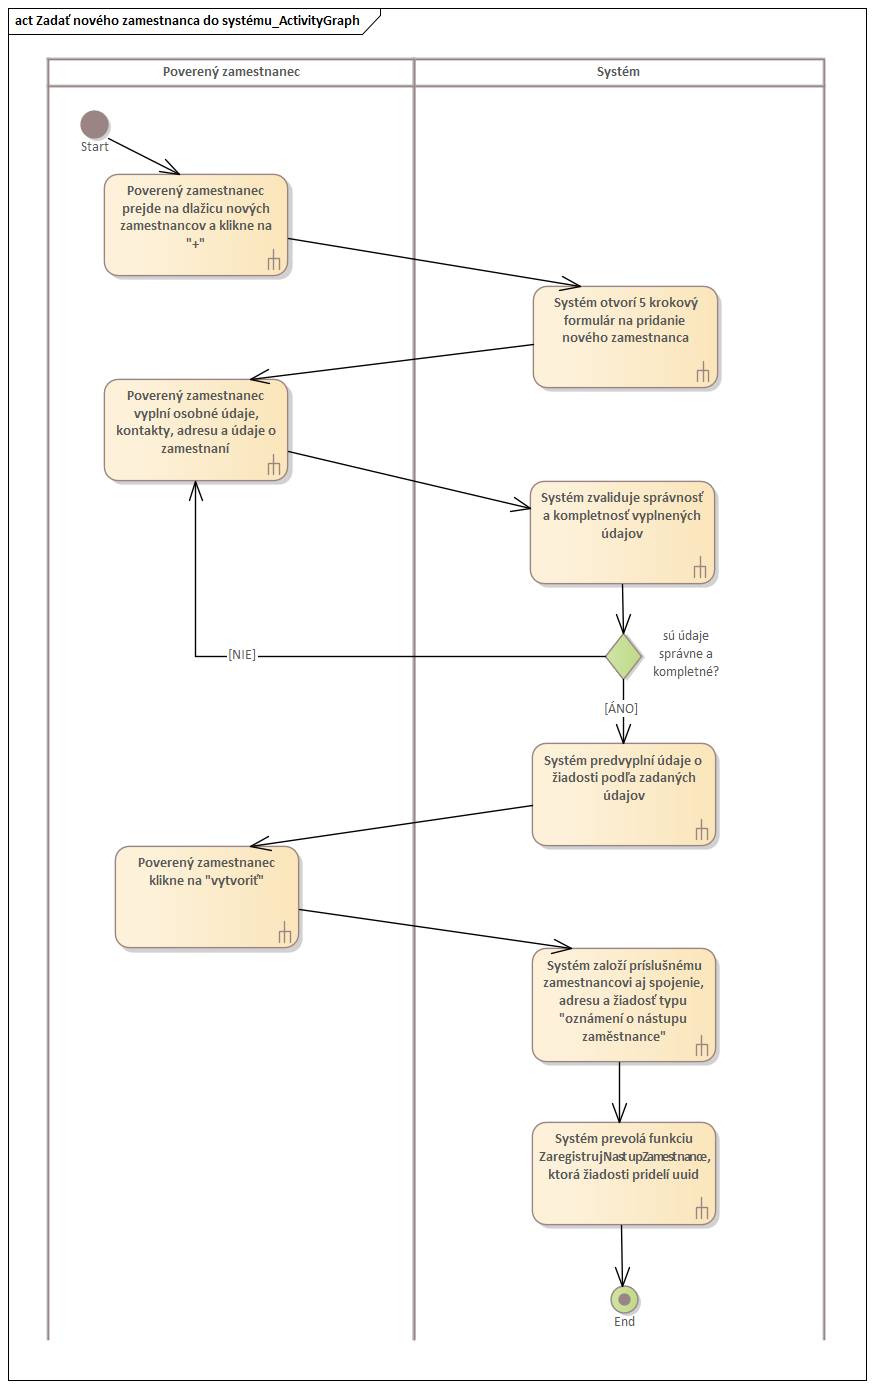 act Zadať nového zamestnanca do systému_ActivityGraph
Poverený zamestnanec
Systém
Start
Poverený zamestnanec
prejde na dlažicu nových
zamestnancov a klikne na
"+"
Systém otvorí 5 krokový
formulár na pridanie
nového zamestnanca
Poverený zamestnanec
vyplní osobné údaje,
kontakty, adresu a údaje o
zamestnaní
Systém zvaliduje správnosť
a kompletnosť vyplnených
údajov
sú údaje
správne a
kompletné?
[NIE]
[ÁNO]
Systém predvyplní údaje o
žiadosti podľa zadaných
údajov
Poverený zamestnanec
klikne na "vytvoriť"
Systém založí príslušnému
zamestnancovi aj spojenie,
adresu a žiadosť typu
"oznámení o nástupu
zaměstnance"
Systém prevolá funkciu
ZaregistrujNastupZamestnance,
ktorá žiadosti pridelí uuid
End